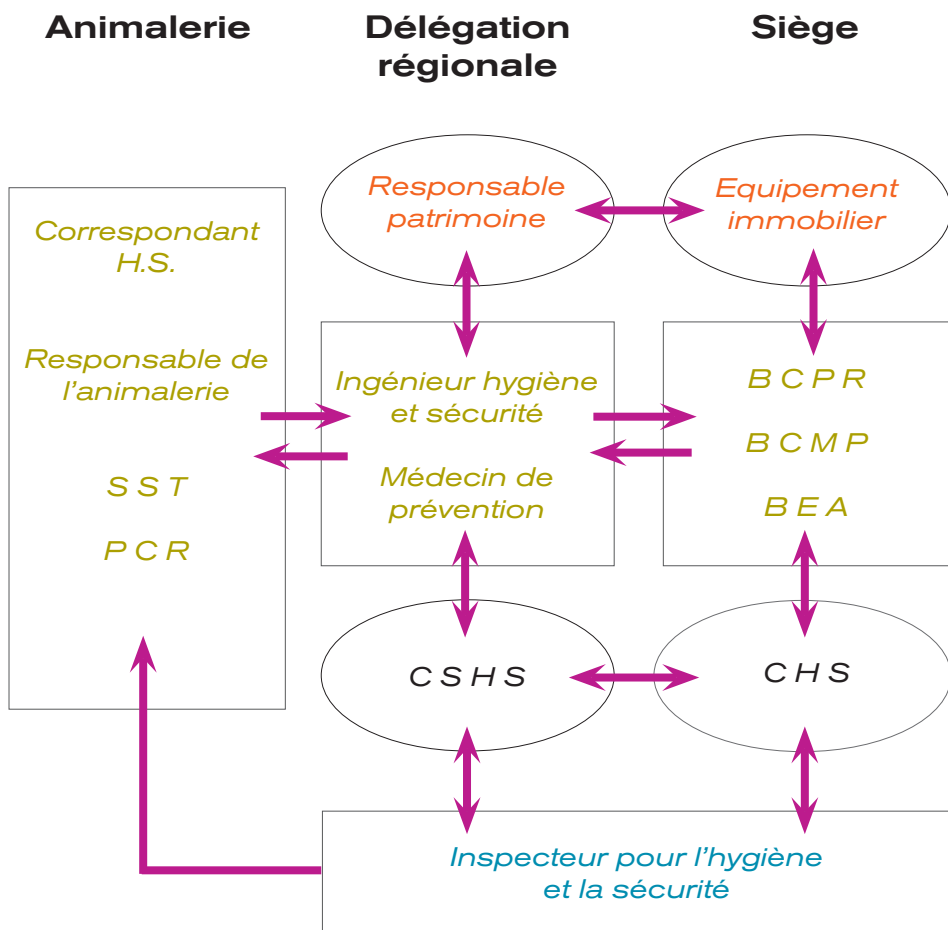 Animalerie
Délégation
régionale
Siège
Responsable
patrimoine
Equipement
immobilier
Correspondant
H.S.
Responsable de
l'animalerie
S S T
P C R
Ingénieur hygiène
et sécurité
Médecin de
prévention
B C P R
B C M P
B E A
C S H S
C H S
Inspecteur pour l'hygiène
et la sécurité